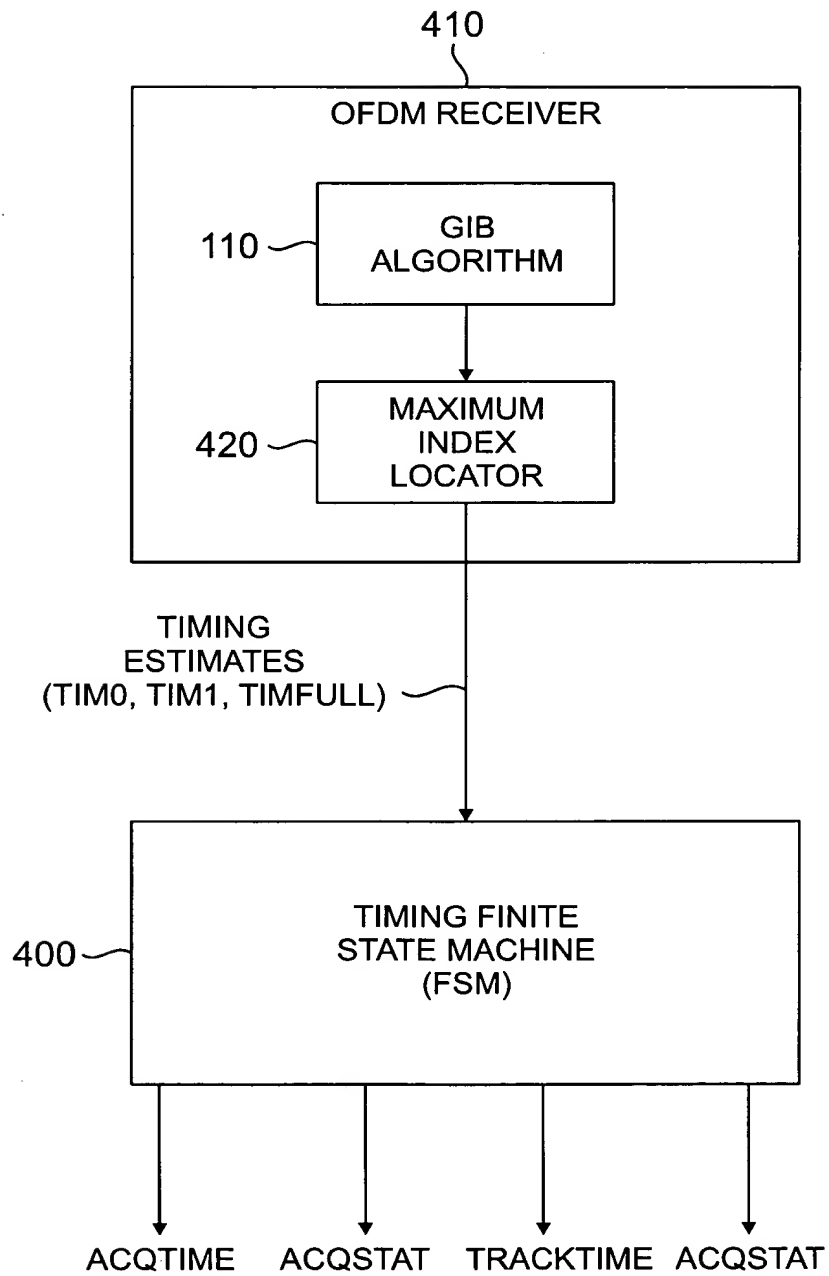 410
OFDM RECEIVER
110
GIB
ALGORITHM
420
MAXIMUM
INDEX
LOCATOR
TIMING
ESTIMATES
(TIM0, TIM1, TIMFULL)
400
TIMING FINITE
STATE MACHINE
(FSM)
ACQTIME ACQSTAT TRACKTIME ACQSTAT